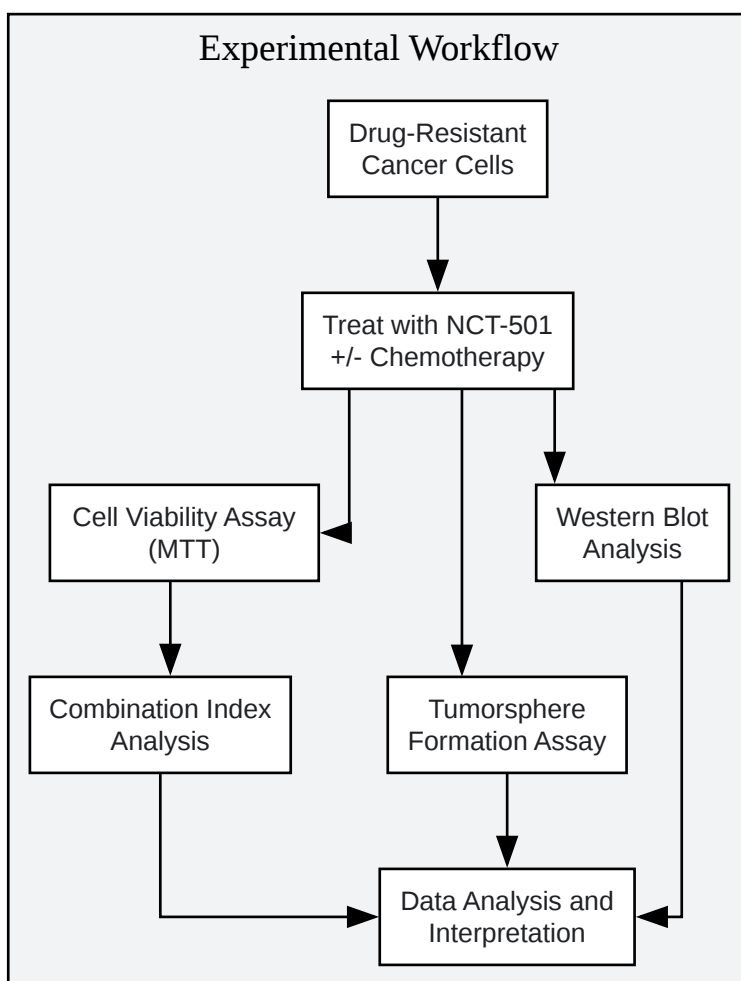 Experimental Workflow
Drug-Resistant
Cancer Cells
Treat with NCT-501
+/- Chemotherapy
Cell Viability Assay
(MTT)
Western Blot
Analysis
Combination Index
Analysis
Tumorsphere
Formation Assay
Data Analysis and
Interpretation